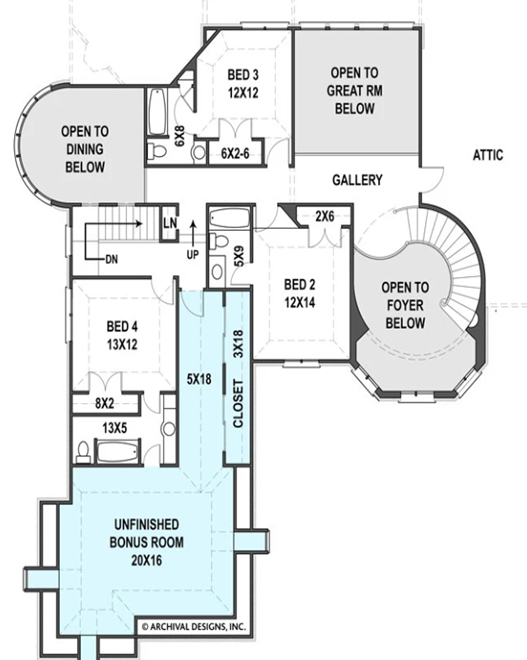 BED 3
12X12
OPEN TO
GREAT RM
BELOW
OPEN TO
DINING
BELOW
6X8
6X2-6
ATTIC
GALLERY
LN
2X6
UP
DN
5X9
BED 2
12X14
OPEN TO
FOYER
BELOW
BED 4
13X12
5X18
3X18
CLOSET
8X2
13X5
UNFINISHED
BONUS ROOM
20X16
© ARCHIVAL DESIGNS, INC.